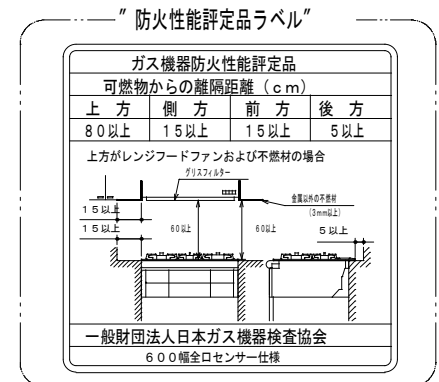 "防火性能評定品ラベル"
ガス機器防火性能評定品
可燃物からの離隔距離(cm)
上方 側方 前方 後方
80以上 15以上 15以上 5以上
上方がレンジフードファンおよび不燃材の場合
グリスフィルター
金属以外の不燃材
(3mm以上)
15以上
15以上
60以上
60以上
5以上
一般財団法人日本ガス機器検査協会
600幅全口センサー仕様